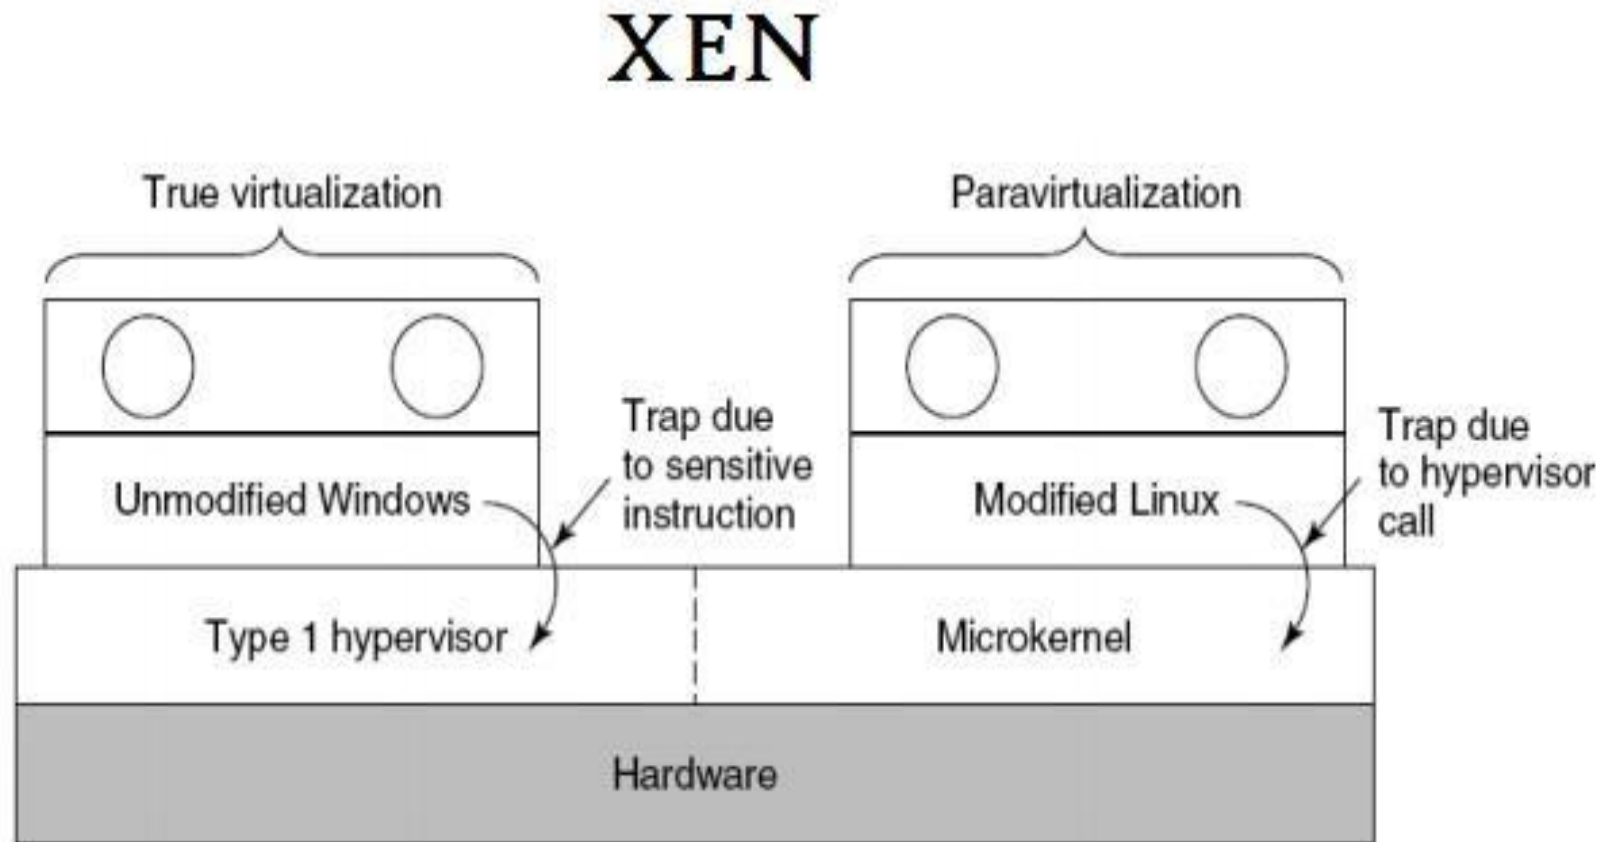 XEN
True virtualization
Paravirtualization
Trap due
to sensitive
instruction
Trap due
to hypervisor
call
Unmodified Windows
Modified Linux
Type 1 hypervisor
Microkernel
Hardware